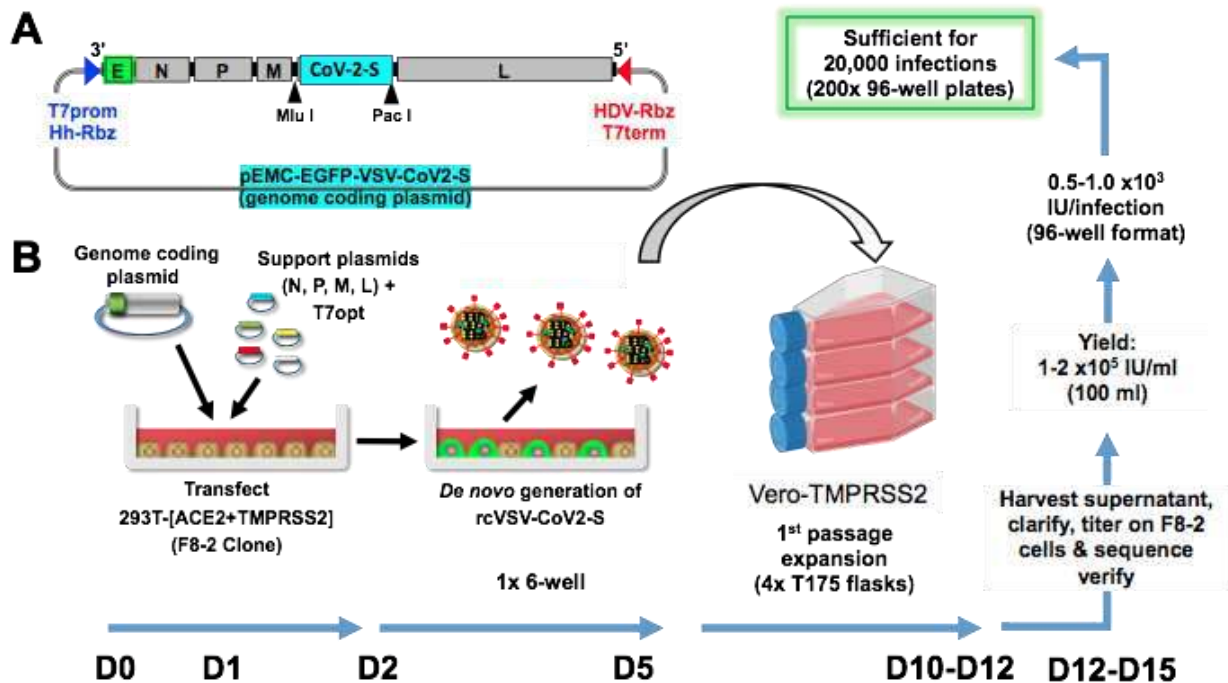 A
3'
5'
E N P M CoV-2-S L
T7prom
Hh-Rbz
Mlu I
Pac I
HDV-Rbz
T7term
pEMC-EGFP-VSV-CoV2-S
(genome coding plasmid)
Sufficient for
20,000 infections
(200x 96-well plates)
0.5-1.0 x10³
IU/infection
(96-well format)
Yield:
1-2 x10⁵ IU/ml
(100 ml)
Harvest supernatant,
clarify, titer on F8-2
cells & sequence
verify
B
Genome coding
plasmid
Support plasmids
(N, P, M, L) +
T7opt
Transfect
293T-[ACE2+TMPRSS2]
(F8-2 Clone)
De novo generation of
rcVSV-CoV2-S
1x 6-well
Vero-TMPRSS2
1st passage
expansion
(4x T175 flasks)
D0 D1 D2 D5 D10-D12 D12-D15